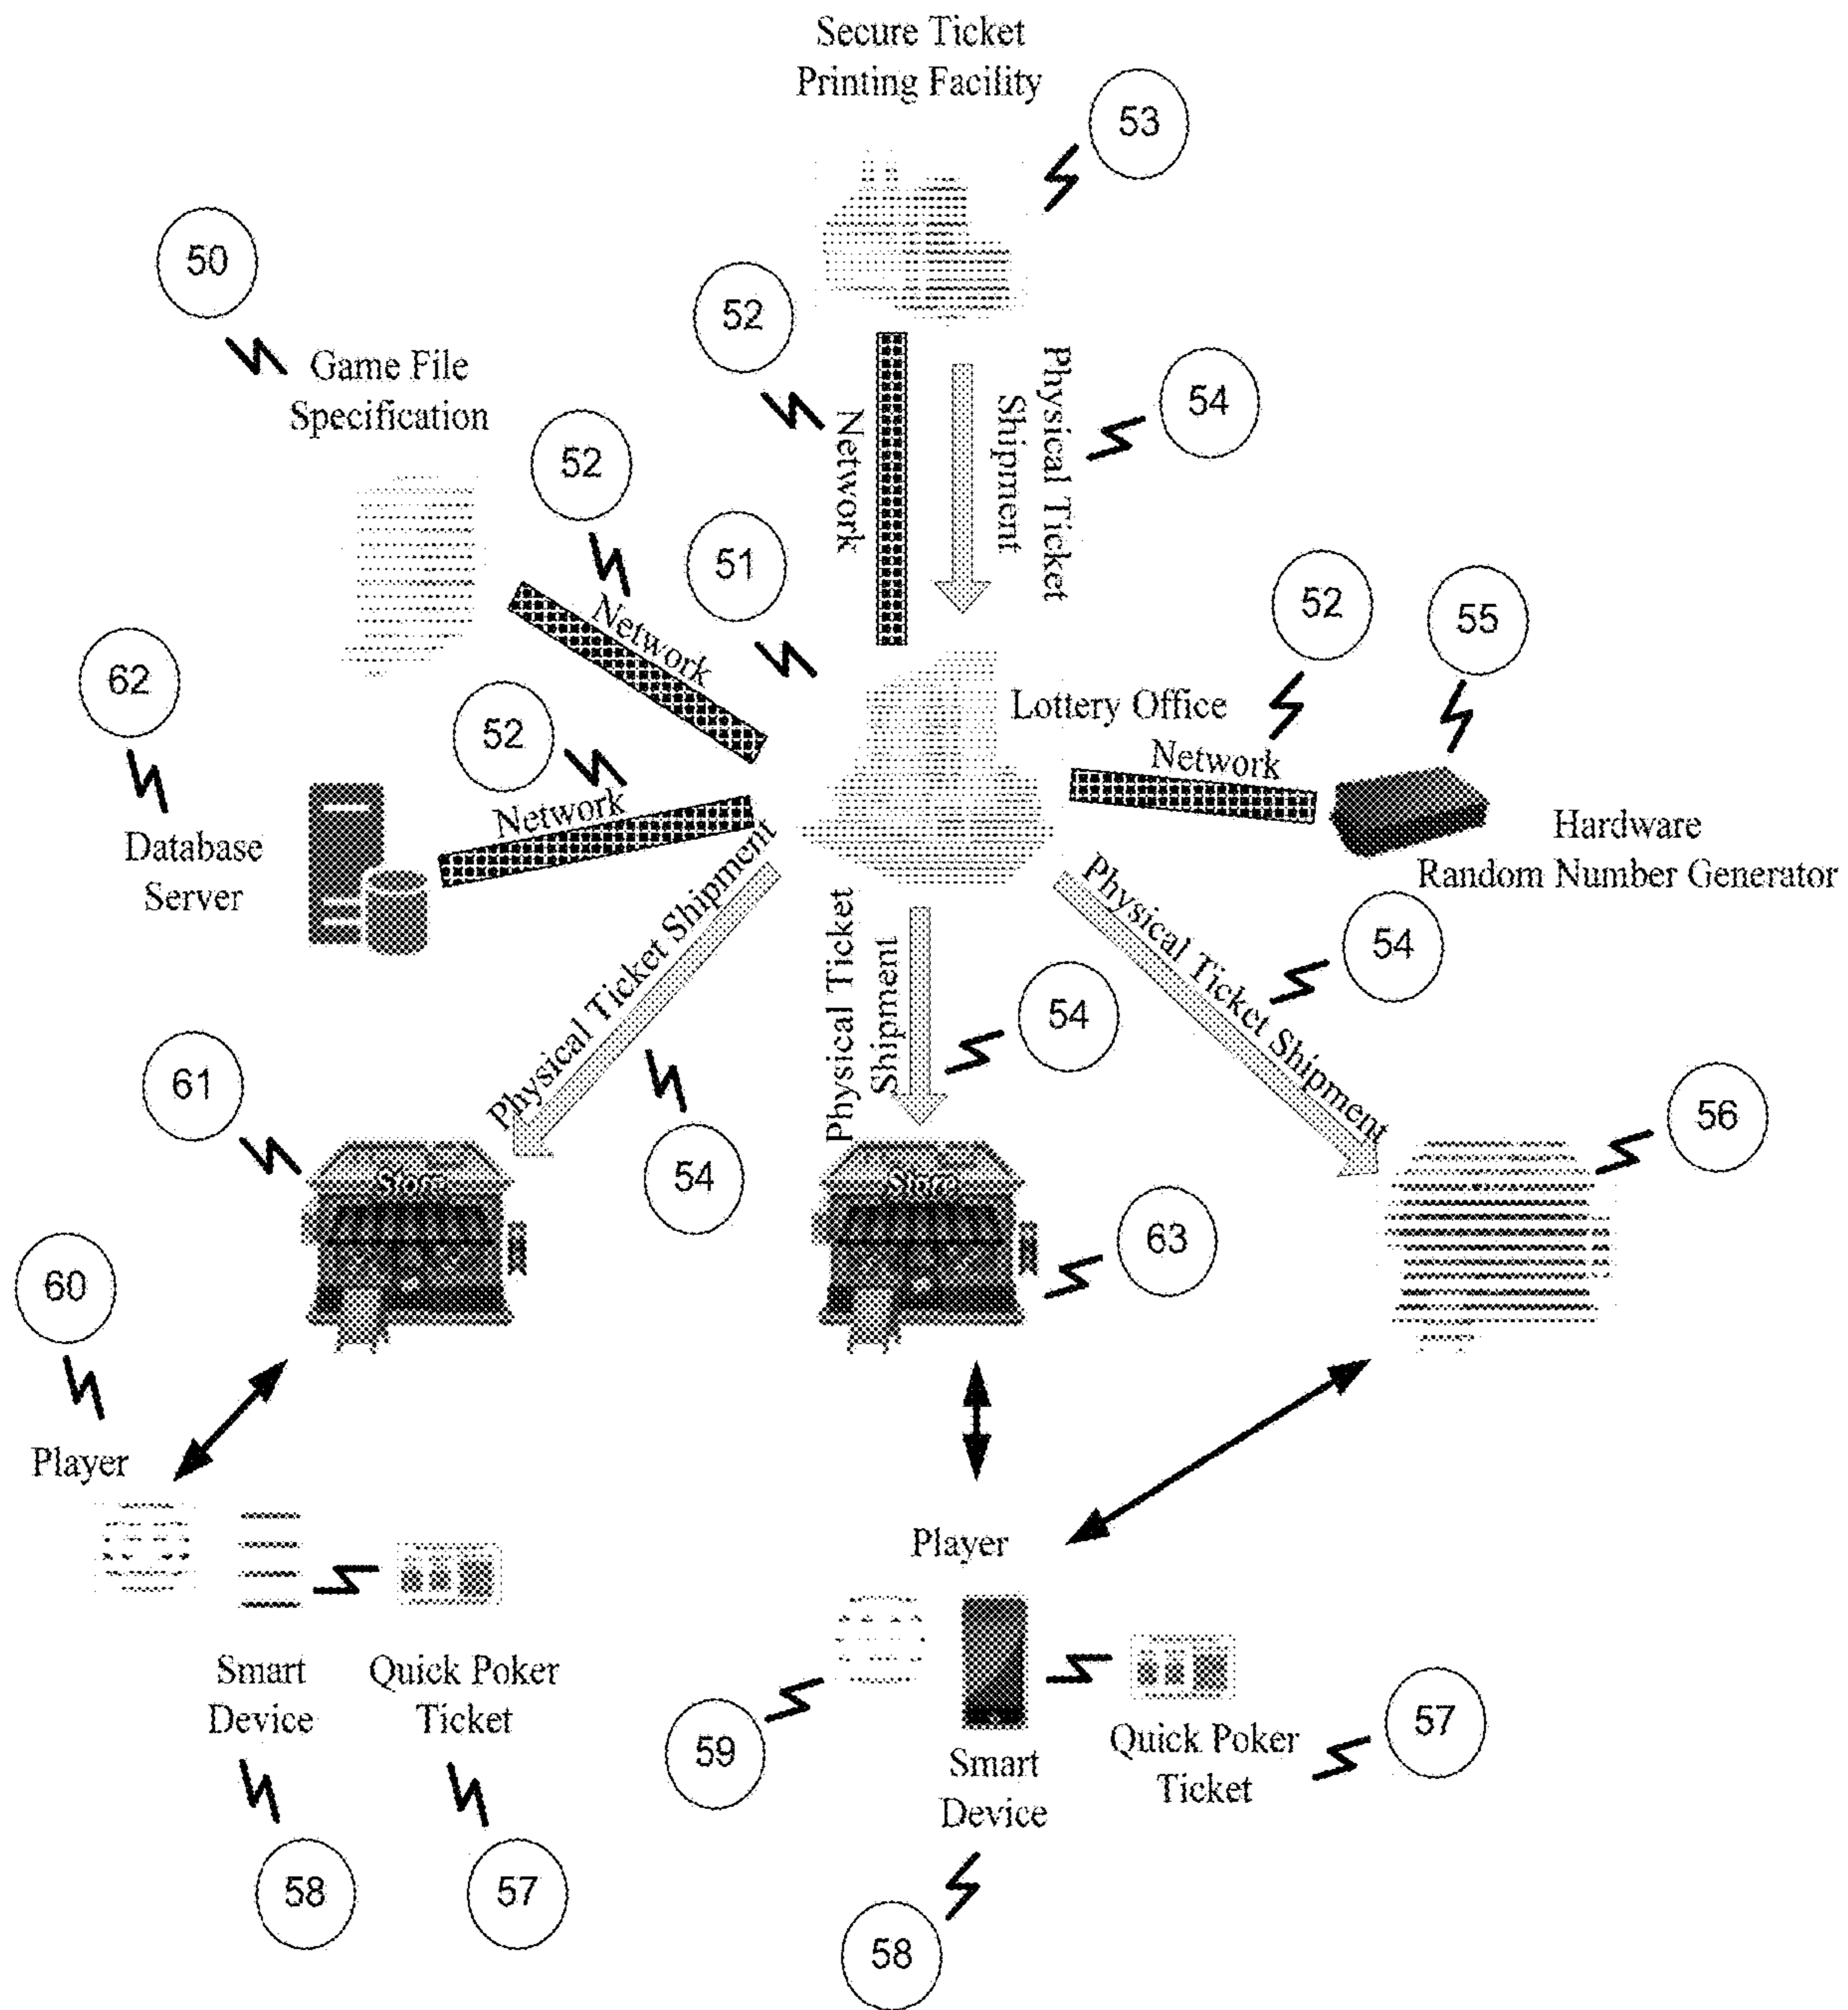 Secure Ticket
Printing Facility
53
50
52
Game File
Specification
Network
Physical Ticket
Shipment
54
52
51
Network
52
55
62
52
Lottery Office
Network
Network
Database
Server
Hardware
Random Number Generator
Physical Ticket Shipment
Physical Ticket
Shipment
Physical Ticket Shipment
54
54
61
54
56
Store
Store
63
60
Player
Player
Smart
Device
Quick Poker
Ticket
59
Smart
Device
Quick Poker
Ticket
57
58
57
58